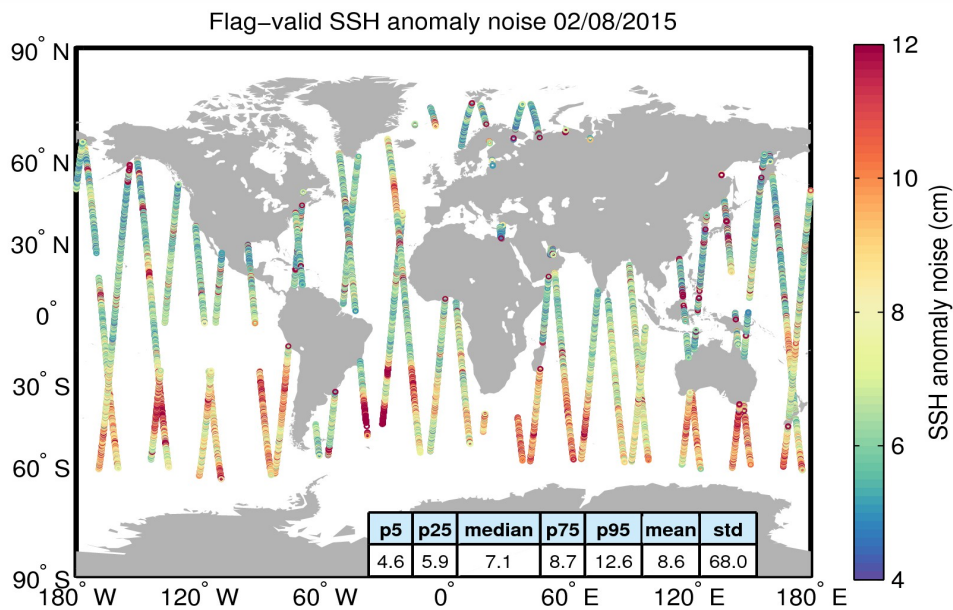 Flag−valid SSH anomaly noise 02/08/2015
90° N
60° N
30° N
0°
30° S
60° S
90° S
180° W 120° W 60° W 0° 60° E 120° E 180° E
p5 p25 median p75 p95 mean std
4.6 5.9 7.1 8.7 12.6 8.6 68.0
12
10
8
6
4
SSH anomaly noise (cm)